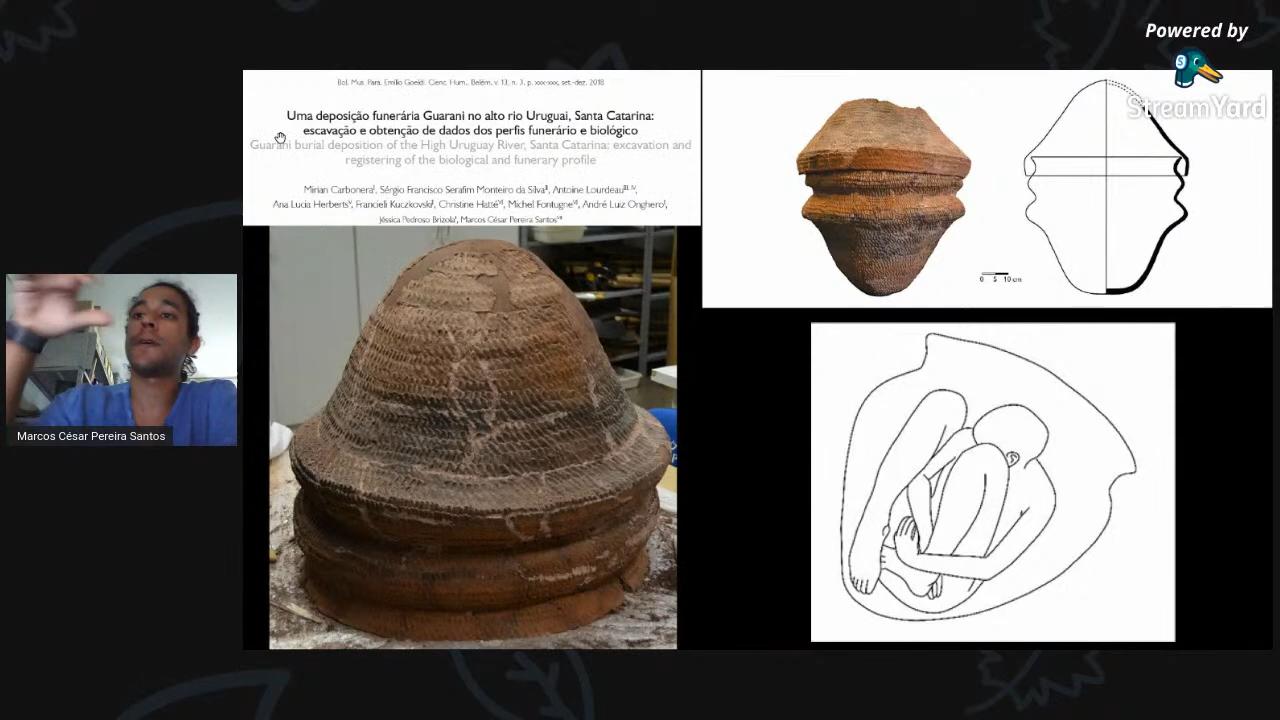 Powered by
StreamYard
Bol. Mus. Para. Emílio Goeldi. Cienc. Hum., Belém, v. 13, n. 3, p. xxx-xxx, set.-dez. 2018
Uma deposição funerária Guarani no alto rio Uruguai, Santa Catarina:
escavação e obtenção de dados dos perfis funerário e biológico
Guarani burial deposition of the High Uruguay River, Santa Catarina: excavation and
registering of the biological and funerary profile
Mirian Carbonera, Sérgio Francisco Serafim Monteiro da Silva, Antoine Lourdeau,
Ana Lucia Herberts, Francieli Kuczkovski, Christine Hatté, Michel Fontugne, André Luiz Onghero,
Jéssica Pedroso Brizola, Marcos César Pereira Santos
0 5 10 cm
Marcos César Pereira Santos